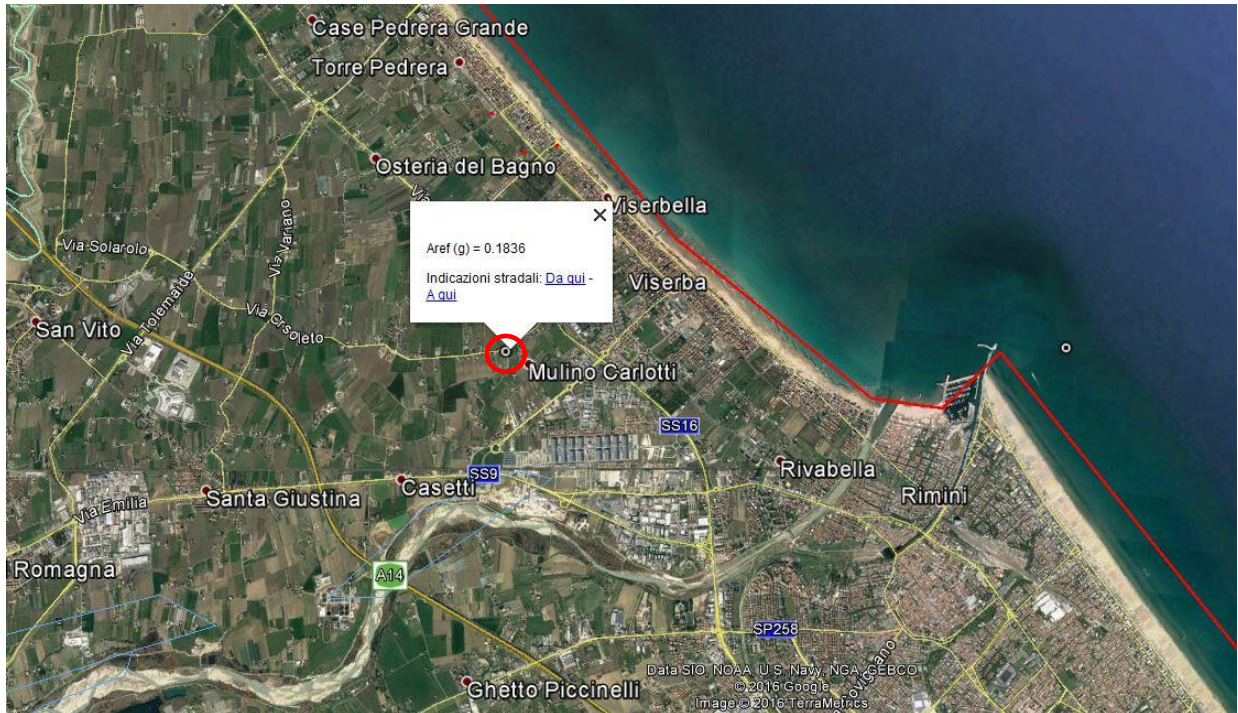 Case Pedrera Grande
Torre Pedrera
Osteria del Bagno
Via
Viserbella
Aref (g) = 0.1836
Indicazioni stradali: Da qui -
A qui
Via Solarolo
Via Variano
Via Tolemaide
Viserba
Via Orsoleto
San Vito
Mulino Carlotti
SS16
SS9
Rivabella
Casetti
Santa Giustina
Rimini
Via Emilia
Romagna
A14
SP258
Data SIO, NOAA, U.S. Navy, NGA, GEBCO
© 2016 Google
Image © 2016 TerraMetrics
Ghetto Piccinelli